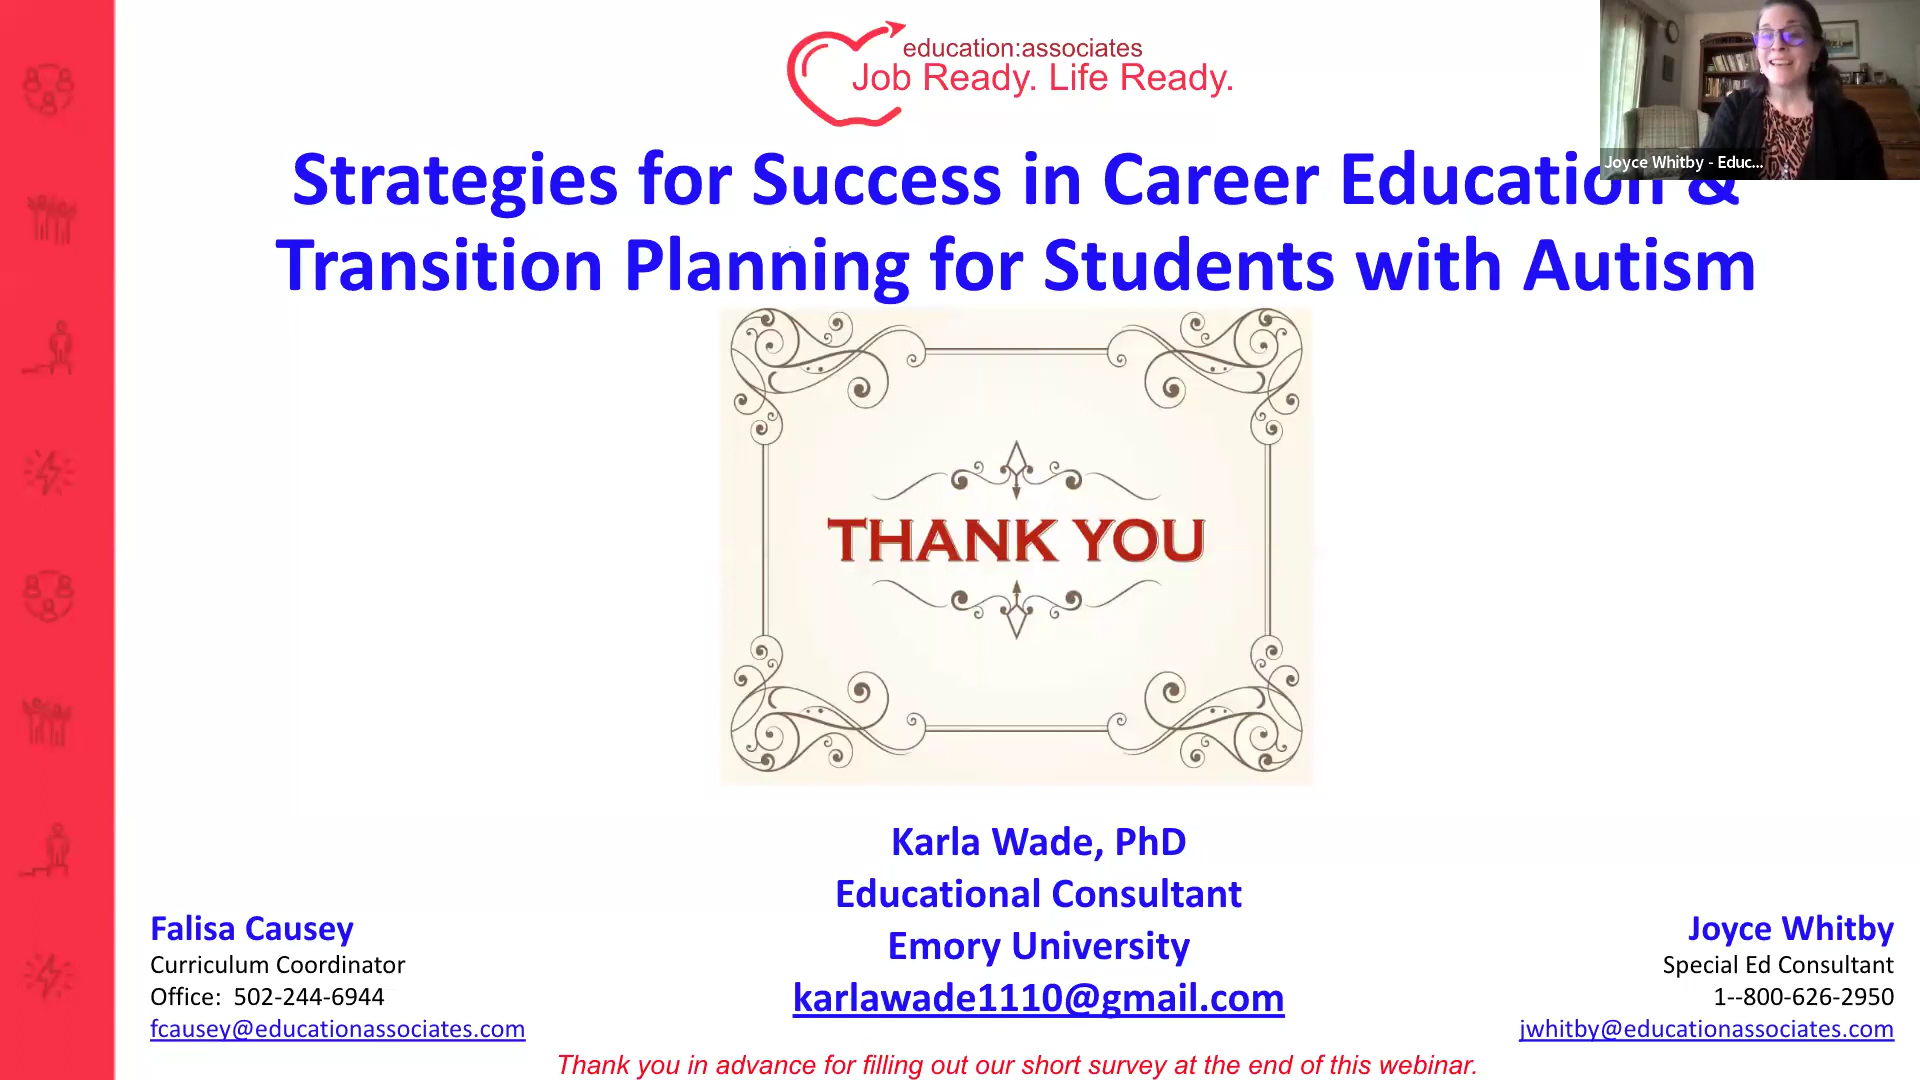 education:associates
Job Ready. Life Ready.
Joyce Whitby - Educ...
Strategies for Success in Career Education &
Transition Planning for Students with Autism
THANK YOU
Karla Wade, PhD
Educational Consultant
Emory University
karlawade1110@gmail.com
Falisa Causey
Curriculum Coordinator
Office: 502-244-6944
fcausey@educationassociates.com
Joyce Whitby
Special Ed Consultant
1--800-626-2950
jwhitby@educationassociates.com
Thank you in advance for filling out our short survey at the end of this webinar.